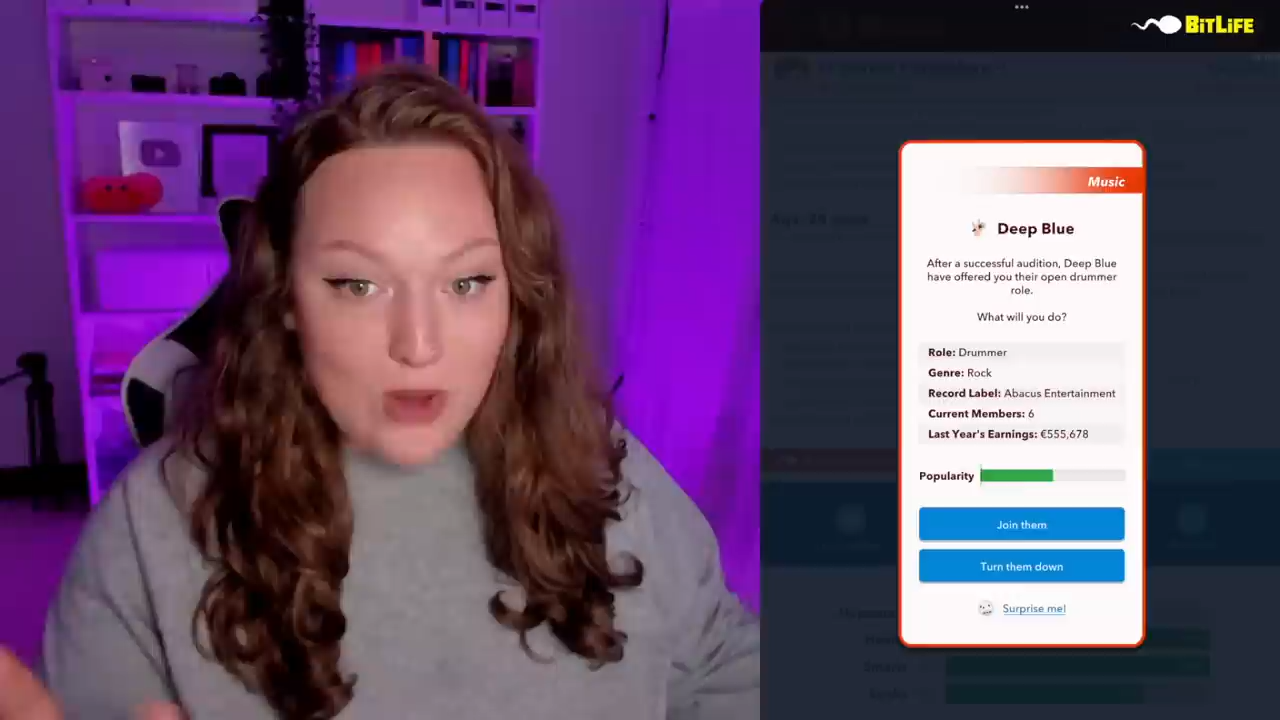 BITLIFE
Music
Deep Blue
After a successful audition, Deep Blue
have offered you their open drummer
role.
What will you do?
Role: Drummer
Genre: Rock
Record Label: Abacus Entertainment
Current Members: 6
Last Year's Earnings: €555,678
Popularity
Join them
Turn them down
Surprise me!